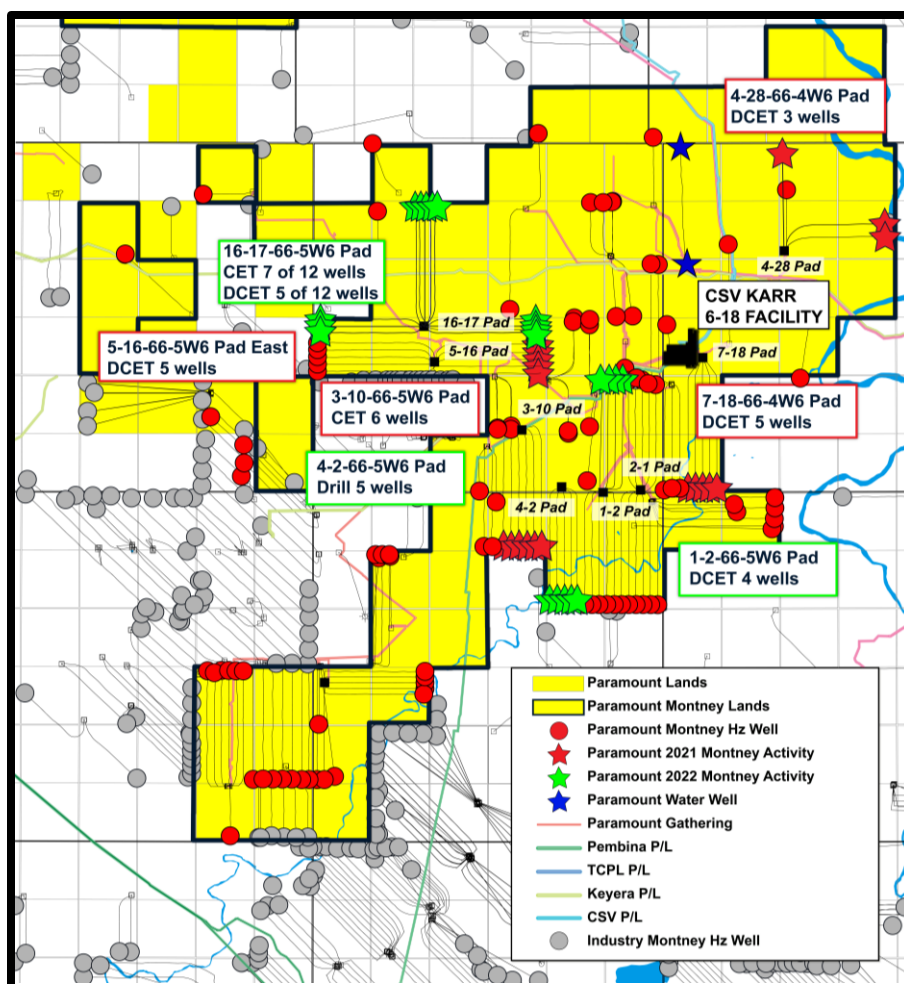 4-28-66-4W6 Pad
DCET 3 wells
16-17-66-5W6 Pad
CET 7 of 12 wells
DCET 5 of 12 wells
4-28 Pad
CSV KARR
6-18 FACILITY
16-17 Pad
5-16-66-5W6 Pad East
DCET 5 wells
5-16 Pad
7-18 Pad
3-10-66-5W6 Pad
CET 6 wells
3-10 Pad
7-18-66-4W6 Pad
DCET 5 wells
4-2-66-5W6 Pad
Drill 5 wells
2-1 Pad
4-2 Pad
1-2 Pad
1-2-66-5W6 Pad
DCET 4 wells
Paramount Lands
Paramount Montney Lands
Paramount Montney Hz Well
Paramount 2021 Montney Activity
Paramount 2022 Montney Activity
Paramount Water Well
Paramount Gathering
Pembina P/L
TCPL P/L
Keyera P/L
CSV P/L
Industry Montney Hz Well